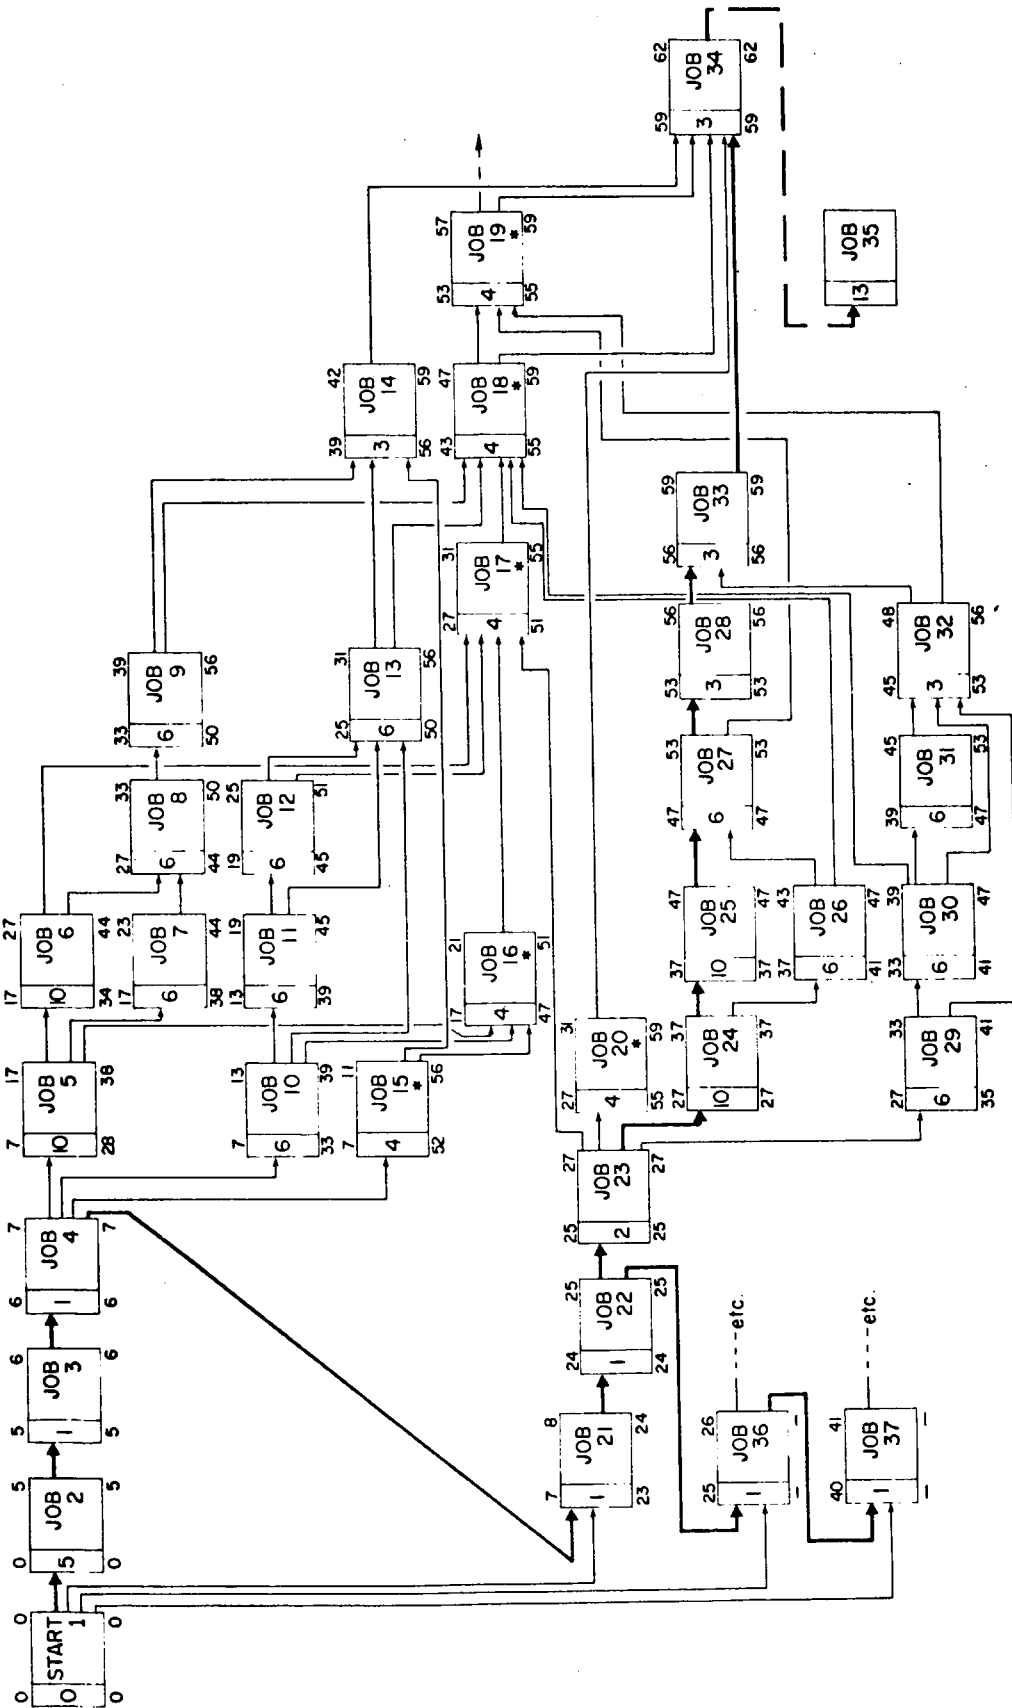 0 0
START
0 1
0 0
0 5
JOB
5 2
0 5
5 6
JOB
1 3
5 6
6 7
JOB
1 4
6 7
7 17
JOB
10 5
28 38
17 27
JOB
10 6
34 44
17 23
JOB
6 7
38 44
27 33
JOB
6 8
44 50
33 39
JOB
6 9
50 56
7 13
JOB
6 10
33 39
13 19
JOB
6 11
39 45
19 25
JOB
6 12
45 51
25 31
JOB
6 13
50 56
39 42
JOB
3 14
56 59
7 11
JOB
4 15
*
52 56
17 21
JOB
4 16
*
47 51
27 31
JOB
4 17
*
51 55
43 47
JOB
4 18
*
55 59
53 57
JOB
4 19
*
55 59
27 31
JOB
4 20
*
55 59
7 8
JOB
1 21
23 24
24 25
JOB
1 22
24 25
25 27
JOB
2 23
25 27
27 37
JOB
10 24
27 37
37 47
JOB
10 25
37 47
37 43
JOB
6 26
41 47
47 53
JOB
6 27
47 53
53 56
JOB
3 28
53 56
27 33
JOB
6 29
35 41
33 39
JOB
6 30
41 47
39 45
JOB
6 31
47 53
45 48
JOB
3 32
53 56
56 59
JOB
3 33
56 59
59 62
JOB
3 34
59 62
JOB
13 35
25 26
JOB
1 36
— —
etc.
40 41
JOB
1 37
— —
etc.